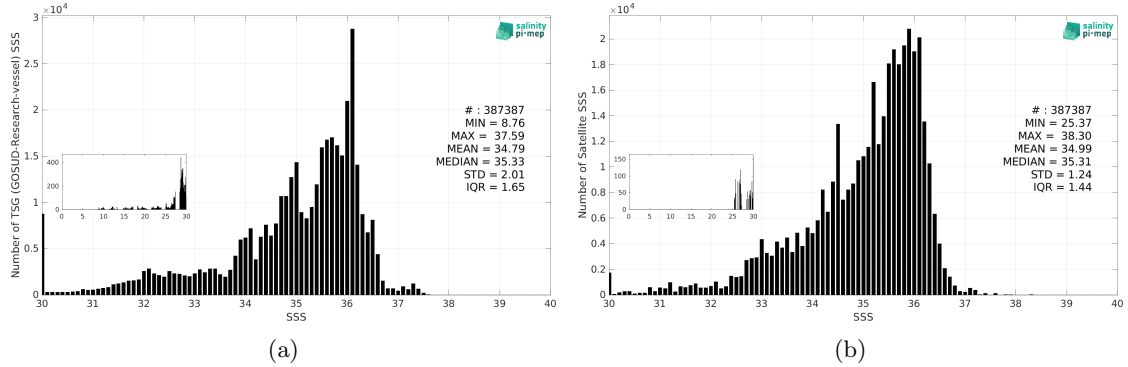 ×10⁴
3
2.5
2
1.5
1
0.5
0
Number of TSG (GOSUD-Research-vessel) SSS
salinity
pi-mep
# : 387387
MIN = 8.76
MAX = 37.59
MEAN = 34.79
MEDIAN = 35.33
STD = 2.01
IQR = 1.65
400
200
0
0 5 10 15 20 25 30
30 31 32 33 34 35 36 37 38 39 40
SSS
(a)
×10⁴
2
1.8
1.6
1.4
1.2
1
0.8
0.6
0.4
0.2
0
Number of Satellite SSS
salinity
pi-mep
# : 387387
MIN = 25.37
MAX = 38.30
MEAN = 34.99
MEDIAN = 35.31
STD = 1.24
IQR = 1.44
150
100
50
0
0 5 10 15 20 25 30
30 31 32 33 34 35 36 37 38 39 40
SSS
(b)